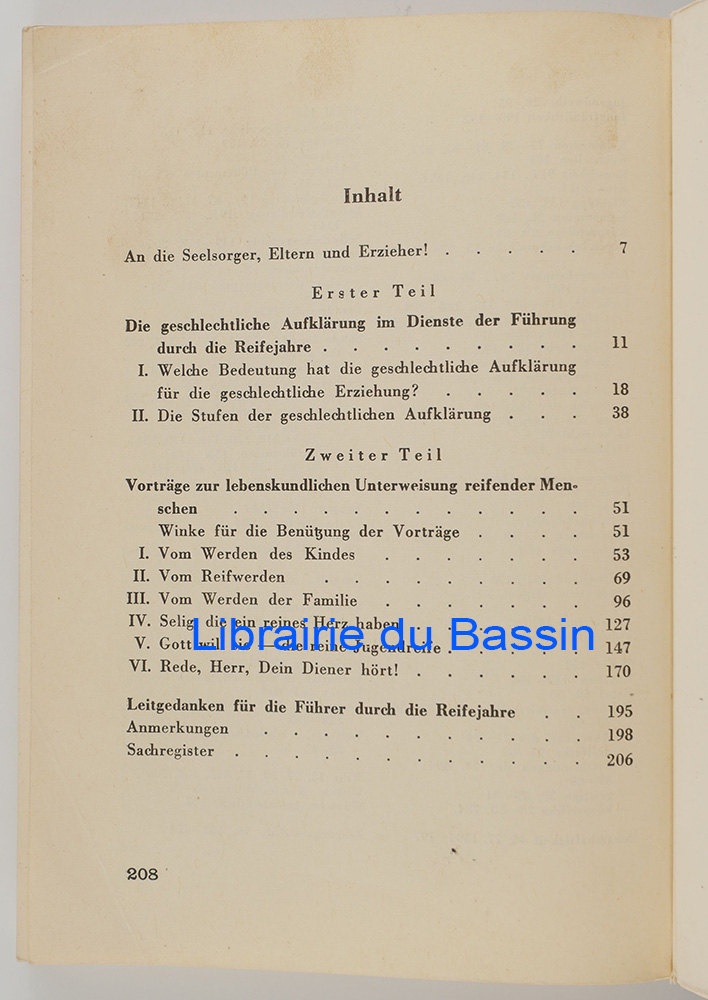 Inhalt
An die Seelsorger, Eltern und Erzieher! . . . . . 7
Erster Teil
Die geschlechtliche Aufklärung im Dienste der Führung
durch die Reifejahre . . . . . . . . . 11
I. Welche Bedeutung hat die geschlechtliche Aufklärung
für die geschlechtliche Erziehung? . . . . . 18
II. Die Stufen der geschlechtlichen Aufklärung . . . 38
Zweiter Teil
Vorträge zur lebenskundlichen Unterweisung reifender Men-
schen . . . . . . . . . . . . 51
Winke für die Benützung der Vorträge . . . . 51
I. Vom Werden des Kindes . . . . . . . 53
II. Vom Reifwerden . . . . . . . . . 69
III. Vom Werden der Familie . . . . . . . 96
IV. Selig, die ein reines Herz haben . . . . . . 127
V. Gott will sie — die reine Jugendreife . . . . . 147
VI. Rede, Herr, Dein Diener hört! . . . . . . 170
Librairie du Bassin
Leitgedanken für die Führer durch die Reifejahre . . 195
Anmerkungen . . . . . . . . . . . 198
Sachregister . . . . . . . . . . . . 206
208